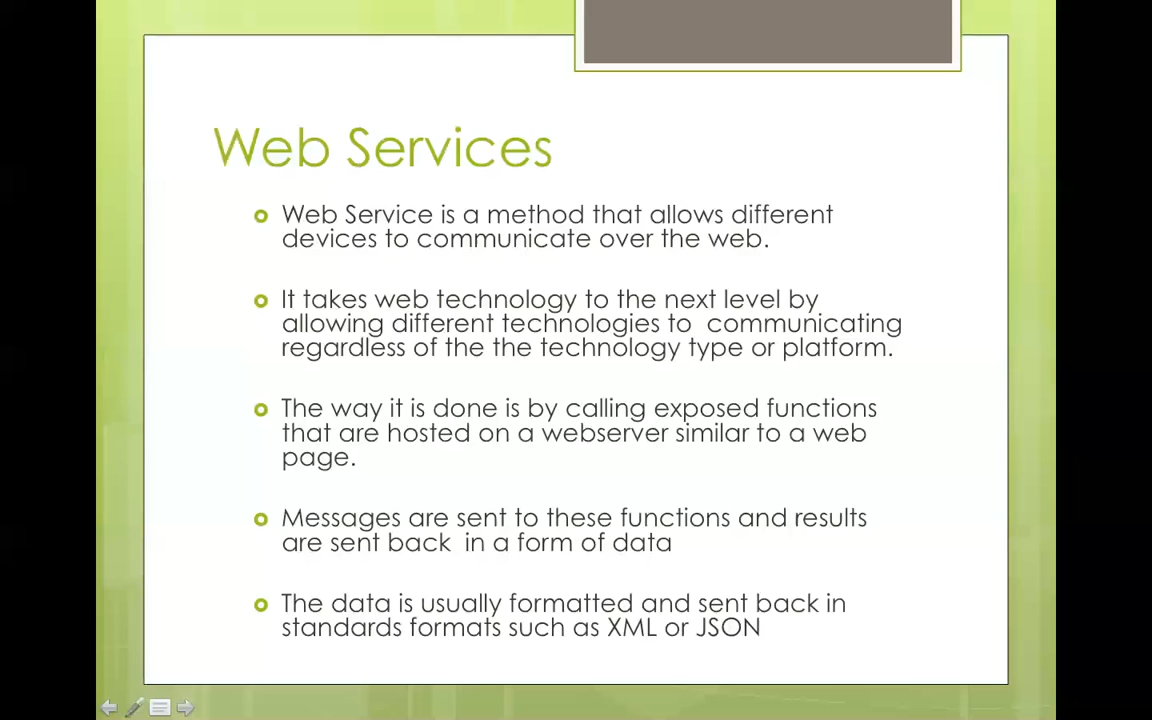 Web Services
Web Service is a method that allows different
devices to communicate over the web.
It takes web technology to the next level by
allowing different technologies to  communicating
regardless of the the technology type or platform.
The way it is done is by calling exposed functions
that are hosted on a webserver similar to a web
page.
Messages are sent to these functions and results
are sent back  in a form of data
The data is usually formatted and sent back in
standards formats such as XML or JSON